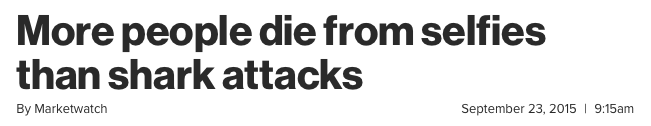 More people die from selfies
than shark attacks
By Marketwatch September 23, 2015 | 9:15am